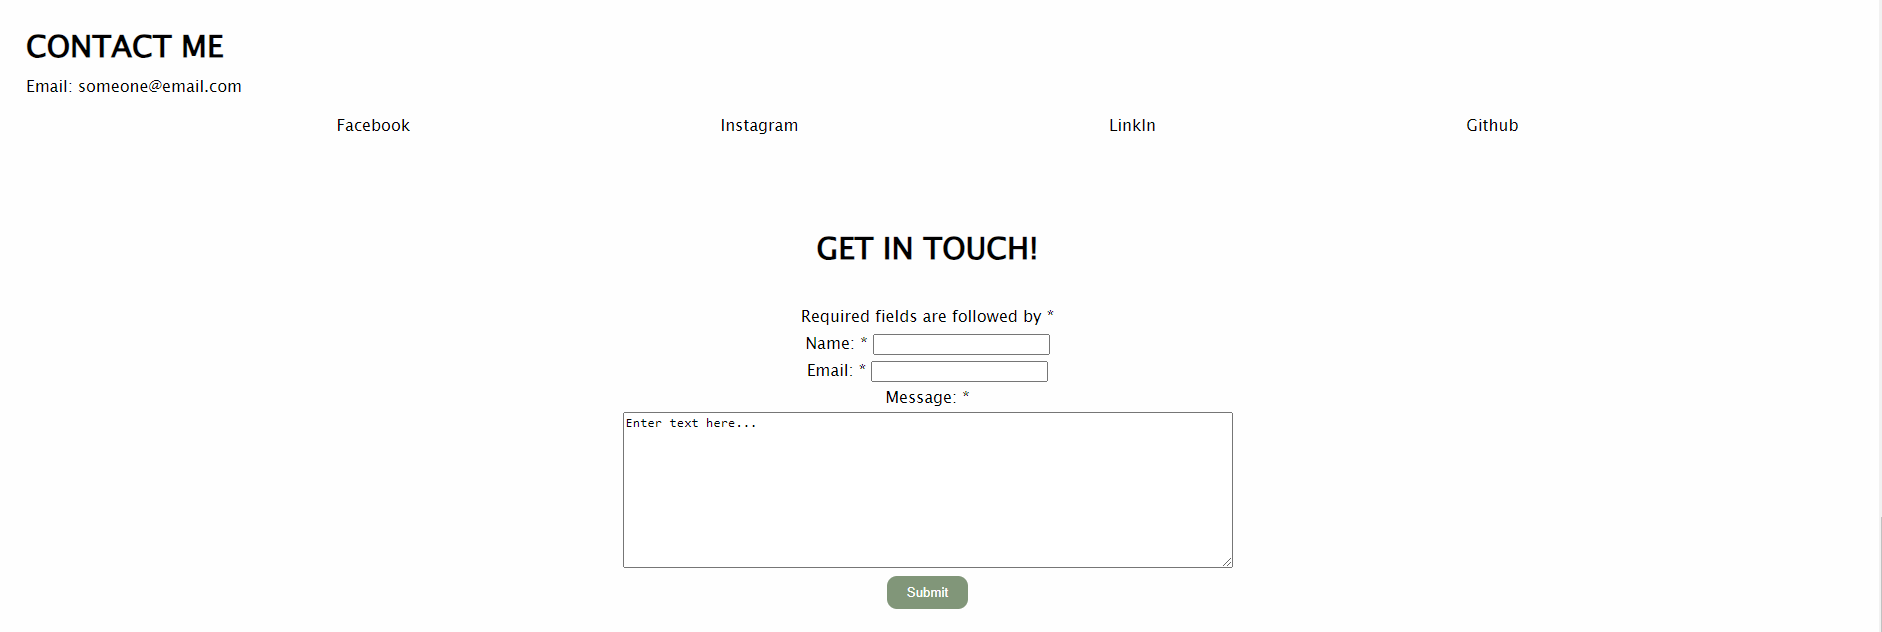 CONTACT ME
Email: someone@email.com
Facebook Instagram LinkIn Github
GET IN TOUCH!
Required fields are followed by *
Name: *
Email: *
Message: *
Enter text here...
Submit